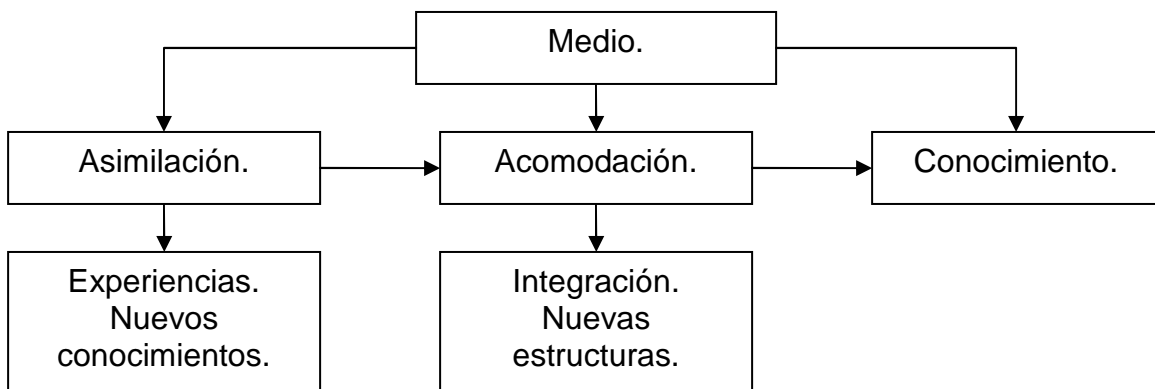 Medio.
Asimilación.
Acomodación.
Conocimiento.
Experiencias.
Nuevos
conocimientos.
Integración.
Nuevas
estructuras.